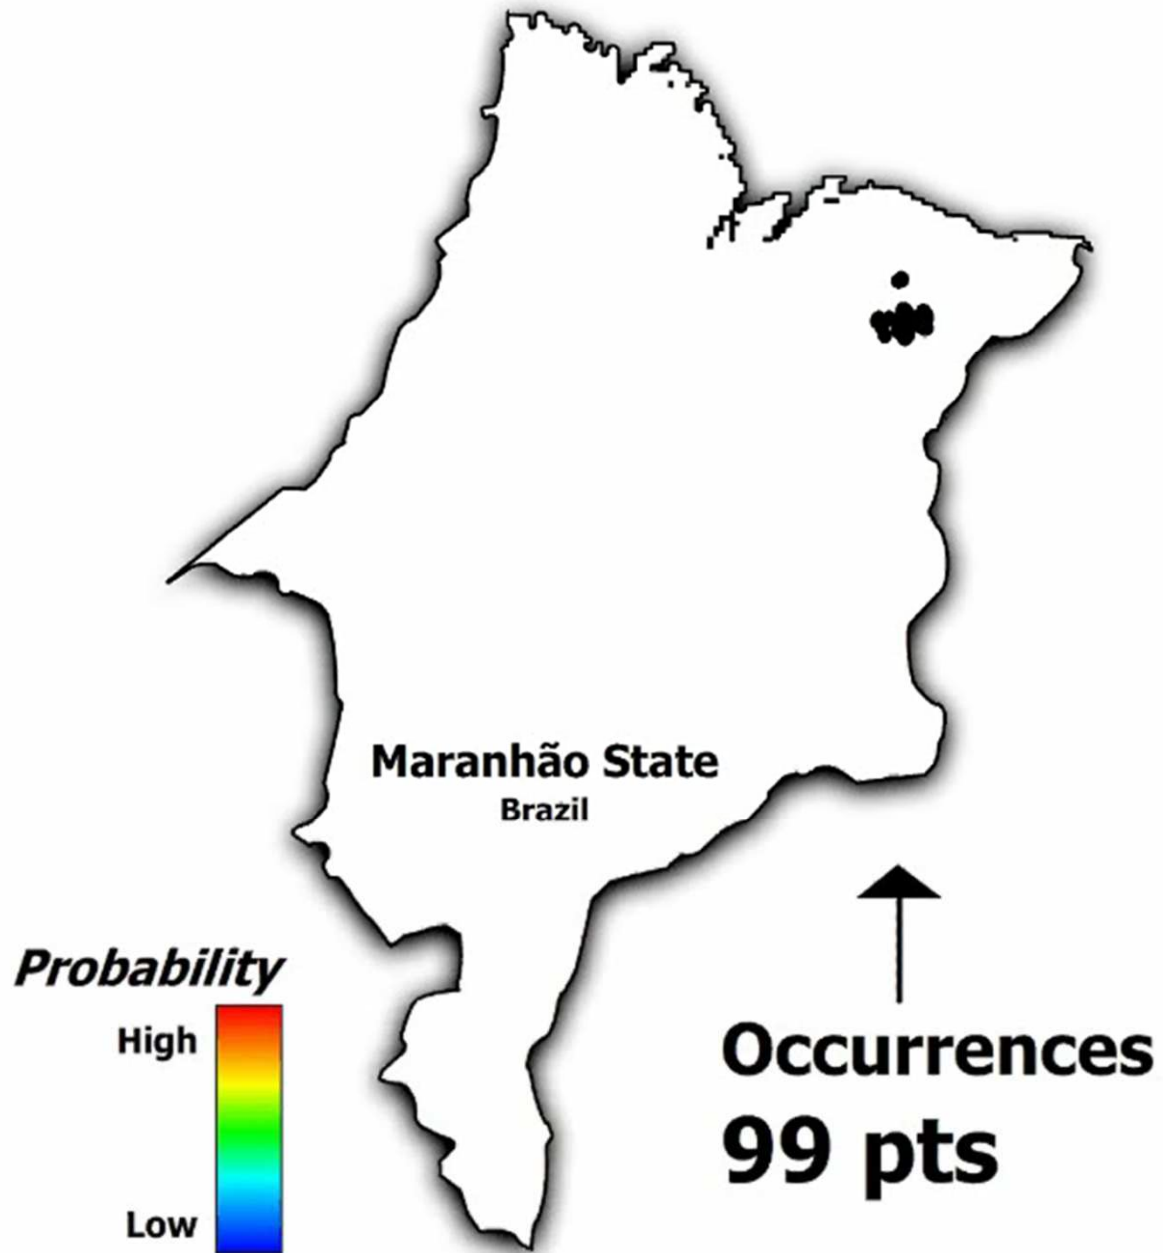 Maranhão State
Brazil
Probability
High
Low
Occurrences
99 pts